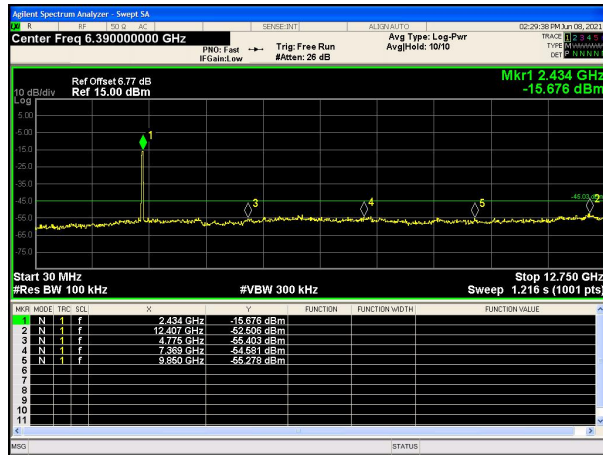 Agilent Spectrum Analyzer - Swept SA
R RF 50 Ω AC SENSE:INT ALIGN AUTO 02:29:38 PM Jun 08, 2021
Center Freq 6.390000000 GHz Avg Type: Log-Pwr TRACE 1 2 3 4 5
PNO: Fast Trig: Free Run Avg|Hold: 10/10 TYPE M
IFGain:Low #Atten: 26 dB DET P N N N N
Mkr1 2.434 GHz
Ref Offset 6.77 dB
10 dB/div Ref 15.00 dBm -15.676 dBm
Log
5.00
-5.00
1
-15.0
-25.0
-35.0
-45.0 3 4 5 2 -45.03 dBm
-55.0
-65.0
-75.0
Start 30 MHz Stop 12.750 GHz
#Res BW 100 kHz #VBW 300 kHz Sweep 1.216 s (1001 pts)
MKR MODE TRC SCL X Y FUNCTION FUNCTION WIDTH FUNCTION VALUE
1 N 1 f 2.434 GHz -15.676 dBm
2 N 1 f 12.407 GHz -52.506 dBm
3 N 1 f 4.775 GHz -55.403 dBm
4 N 1 f 7.369 GHz -54.581 dBm
5 N 1 f 9.850 GHz -55.278 dBm
6
7
8
9
10
11
MSG STATUS